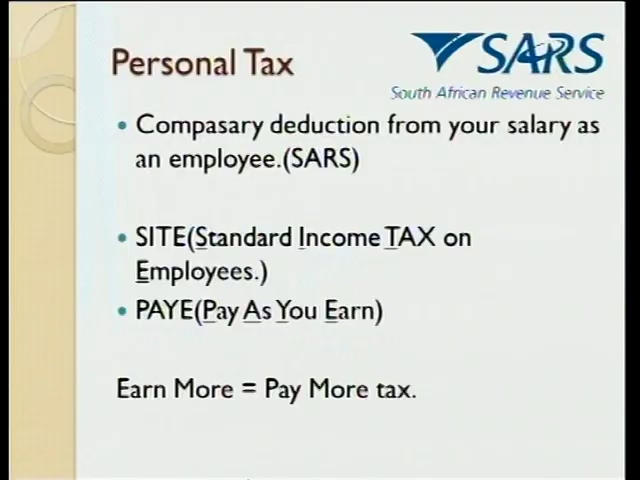 Personal Tax
SARS
South African Revenue Service
Compasary deduction from your salary as
an employee.(SARS)
SITE(Standard Income TAX on
Employees.)
PAYE(Pay As You Earn)
Earn More = Pay More tax.